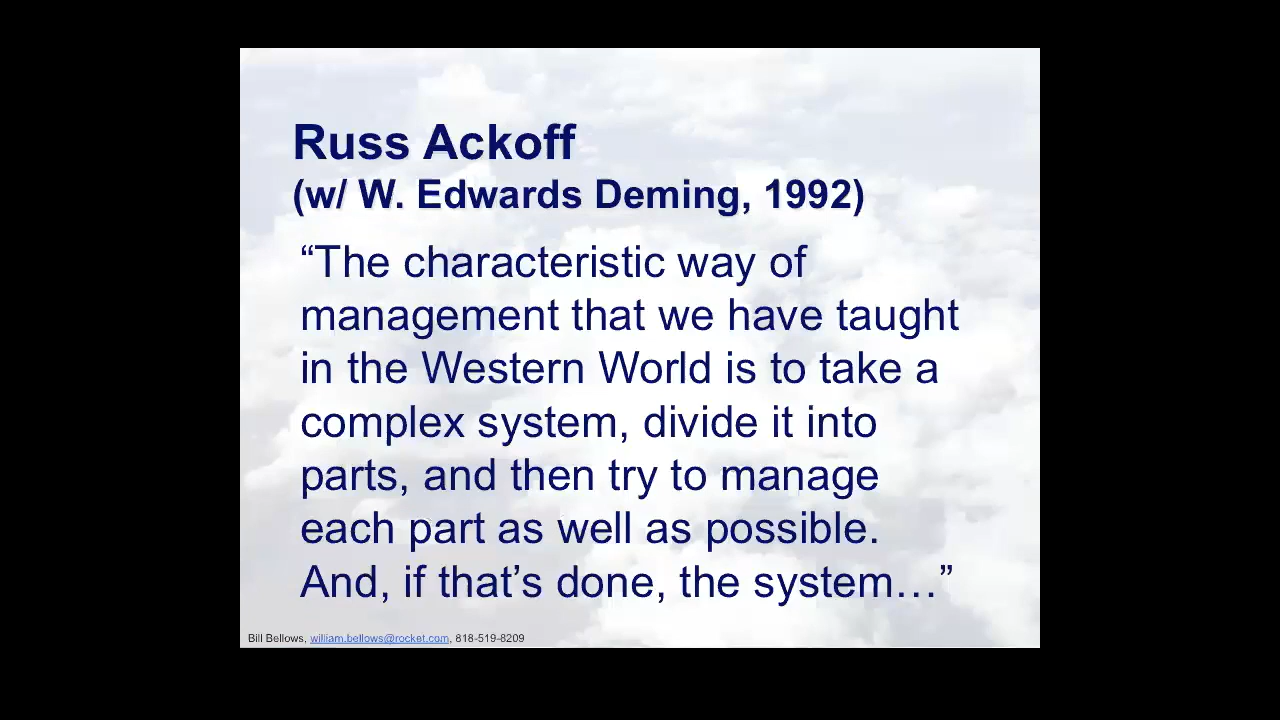 Russ Ackoff
(w/ W. Edwards Deming, 1992)
“The characteristic way of
management that we have taught
in the Western World is to take a
complex system, divide it into
parts, and then try to manage
each part as well as possible.
And, if that’s done, the system…”
Bill Bellows, william.bellows@rocket.com, 818-519-8209